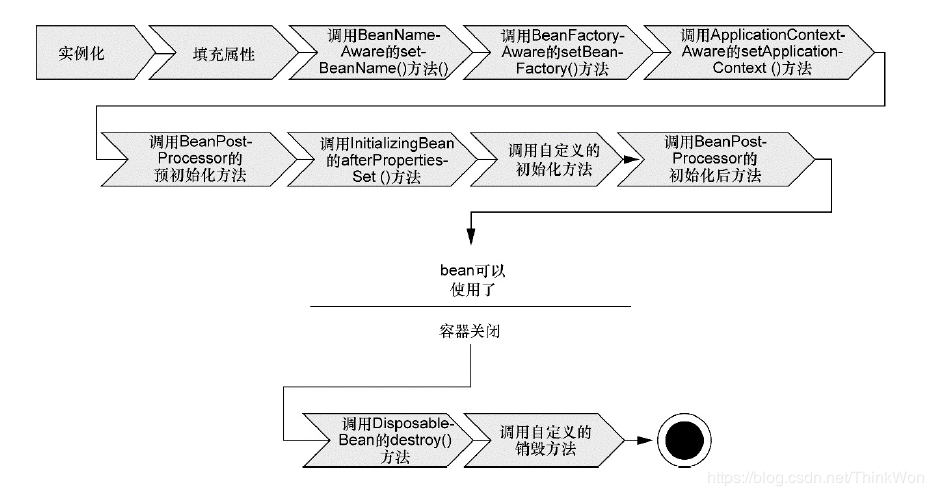 实例化
填充属性
调用BeanName-
Aware的set-
BeanName()方法()
调用BeanFactory-
Aware的setBean-
Factory()方法
调用ApplicationContext-
Aware的setApplication-
Context ()方法
调用BeanPost-
Processor的
预初始化方法
调用InitializingBean
的afterProperties-
Set ()方法
调用自定义的
初始化方法
调用BeanPost-
Processor的
初始化后方法
bean可以
使用了
容器关闭
调用Disposable-
Bean的destroy()
方法
调用自定义的
销毁方法
https://blog.csdn.net/ThinkWon